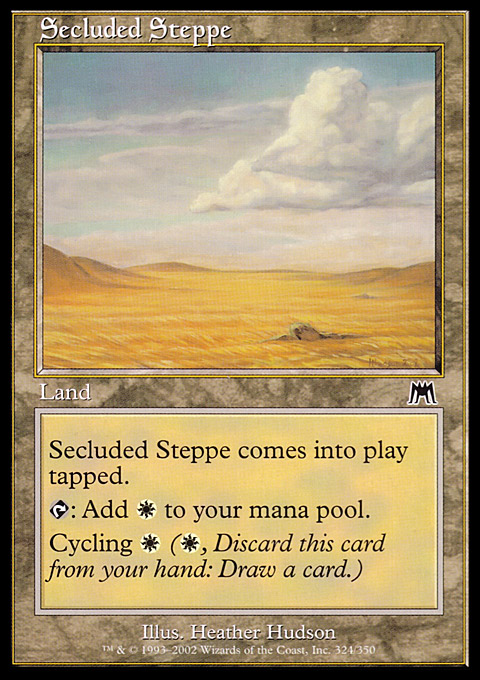 Secluded Steppe
Land
Secluded Steppe comes into play
tapped.
: Add to your mana pool.
Cycling (, Discard this card
from your hand: Draw a card.)
Illus. Heather Hudson
™ & © 1993–2002 Wizards of the Coast, Inc. 324/350